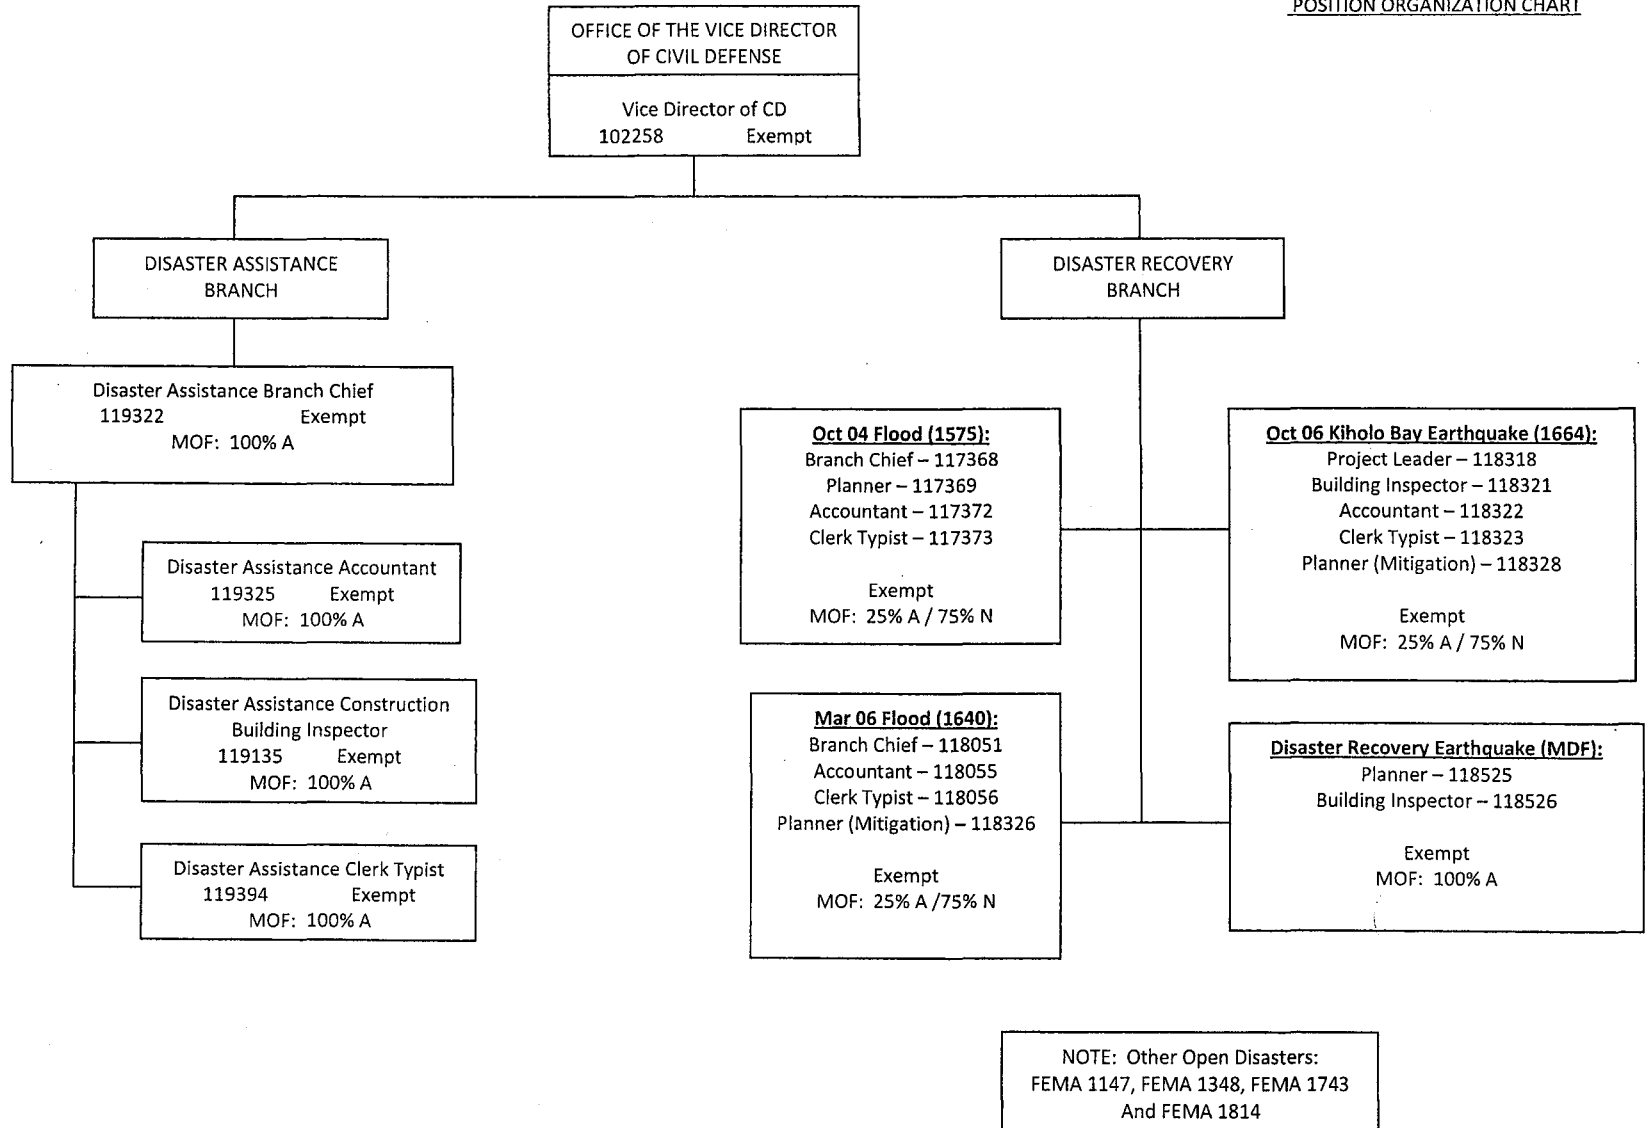 POSITION ORGANIZATION CHART
OFFICE OF THE VICE DIRECTOR
OF CIVIL DEFENSE
Vice Director of CD
102258 Exempt
DISASTER ASSISTANCE
BRANCH
DISASTER RECOVERY
BRANCH
Disaster Assistance Branch Chief
119322 Exempt
MOF: 100% A
Disaster Assistance Accountant
119325 Exempt
MOF: 100% A
Disaster Assistance Construction
Building Inspector
119135 Exempt
MOF: 100% A
Disaster Assistance Clerk Typist
119394 Exempt
MOF: 100% A
Oct 04 Flood (1575):
Branch Chief – 117368
Planner – 117369
Accountant – 117372
Clerk Typist – 117373
Exempt
MOF: 25% A / 75% N
Oct 06 Kiholo Bay Earthquake (1664):
Project Leader – 118318
Building Inspector – 118321
Accountant – 118322
Clerk Typist – 118323
Planner (Mitigation) – 118328
Exempt
MOF: 25% A / 75% N
Mar 06 Flood (1640):
Branch Chief – 118051
Accountant – 118055
Clerk Typist – 118056
Planner (Mitigation) – 118326
Exempt
MOF: 25% A /75% N
Disaster Recovery Earthquake (MDF):
Planner – 118525
Building Inspector – 118526
Exempt
MOF: 100% A
NOTE: Other Open Disasters:
FEMA 1147, FEMA 1348, FEMA 1743
And FEMA 1814